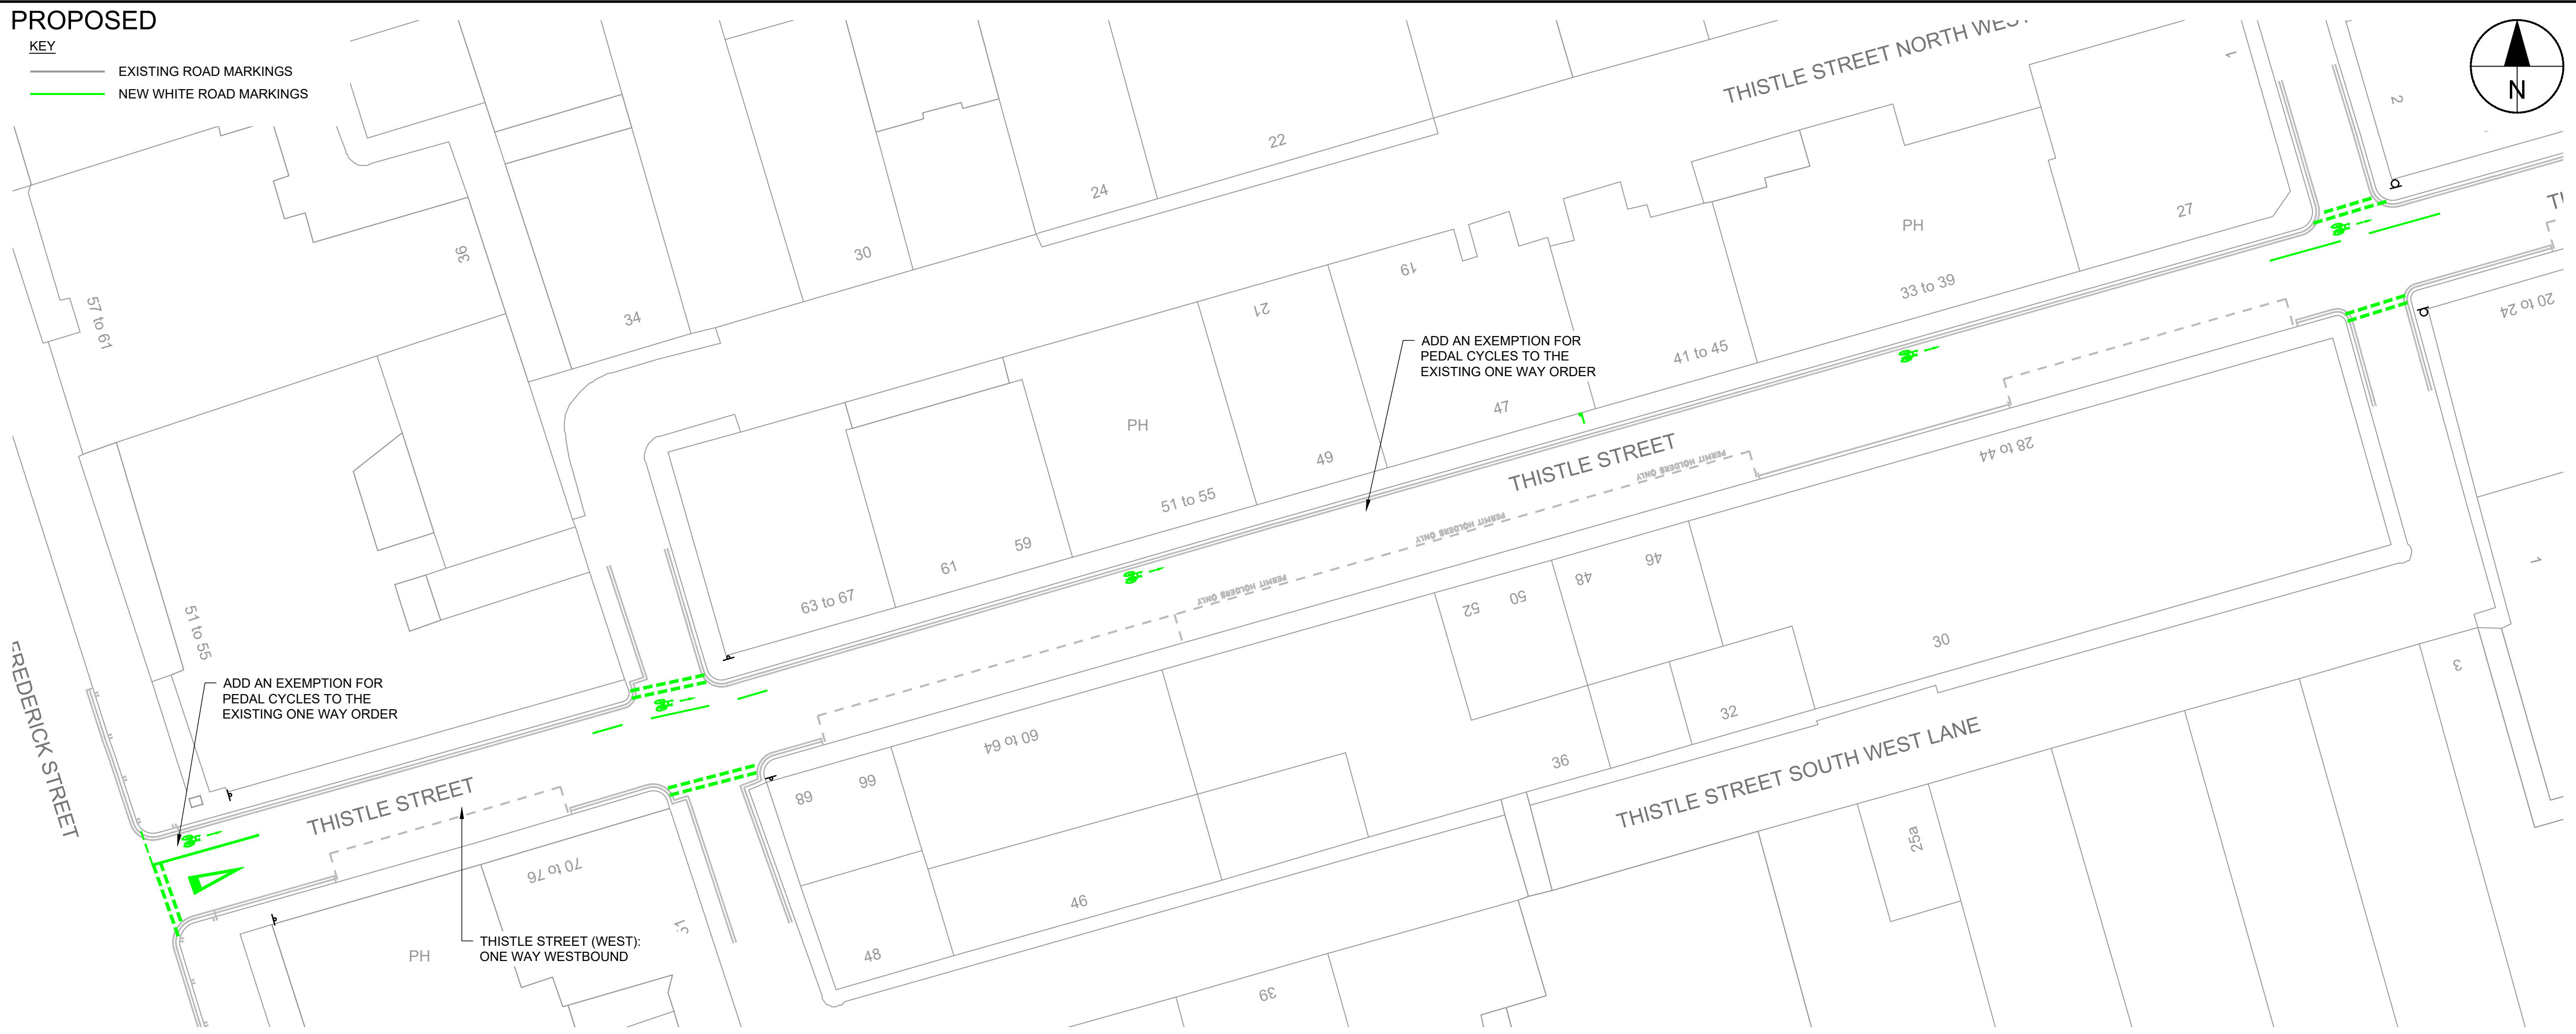 PROPOSED
KEY
EXISTING ROAD MARKINGS
NEW WHITE ROAD MARKINGS
N
THISTLE STREET NORTH WEST
1
2
22
24
30
34
36
57 to 61
51 to 55
19
21
PH
27
33 to 39
41 to 45
47
49
PH
51 to 55
59
61
63 to 67
20 to 24
ADD AN EXEMPTION FOR
PEDAL CYCLES TO THE
EXISTING ONE WAY ORDER
THISTLE STREET
PERMIT HOLDERS ONLY
PERMIT HOLDERS ONLY
PERMIT HOLDERS ONLY
28 to 44
46
48
50
52
30
32
36
60 to 64
66
68
46
48
1
3
FREDERICK STREET
ADD AN EXEMPTION FOR
PEDAL CYCLES TO THE
EXISTING ONE WAY ORDER
THISTLE STREET
70 to 76
THISTLE STREET (WEST):
ONE WAY WESTBOUND
PH
THISTLE STREET SOUTH WEST LANE
25a
39